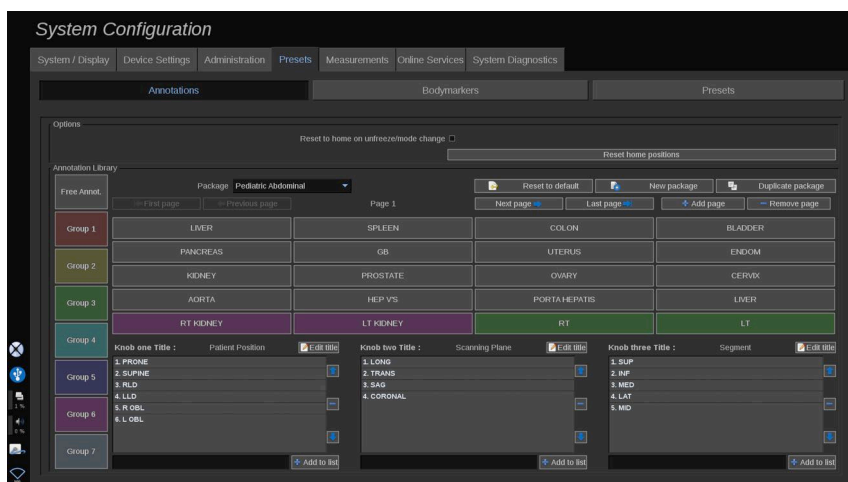 System Configuration
System / Display Device Settings Administration Presets Measurements Online Services System Diagnostics
Annotations Bodymarkers Presets
Options
Reset to home on unfreeze/mode change
Reset home positions
Annotation Library
Free Annot. Package Pediatric Abdominal Reset to default New package Duplicate package
First page Previous page Page 1 Next page Last page Add page Remove page
Group 1 LIVER SPLEEN COLON BLADDER
Group 2 PANCREAS GB UTERUS ENDOM
KIDNEY PROSTATE OVARY CERVIX
Group 3 AORTA HEP V'S PORTA HEPATIS LIVER
RT KIDNEY LT KIDNEY RT LT
Group 4
Knob one Title : Patient Position Edit title Knob two Title : Scanning Plane Edit title Knob three Title : Segment Edit title
1. PRONE 1. LONG 1. SUP
2. SUPINE 2. TRANS 2. INF
Group 5
3. RLD 3. SAG 3. MED
4. LLD 4. CORONAL 4. LAT
1 %
5. R OBL 5. MID
Group 6
6. L OBL
0 %
Group 7
Add to list Add to list Add to list